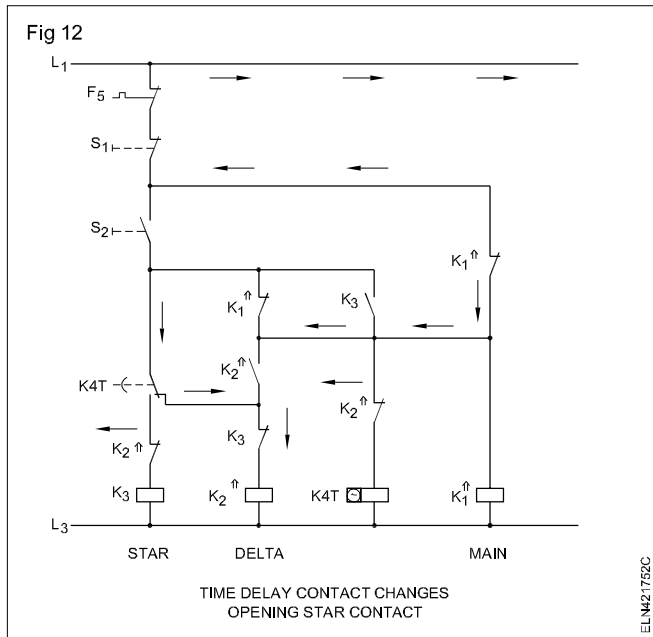 Fig 12
L1
F5
S1
S2
K1
K1
K3
K4T
K2
K2
K2
K3
K3
K2
K4T
K1
L3
STAR
DELTA
MAIN
TIME DELAY CONTACT CHANGES
OPENING STAR CONTACT
ELN421752C